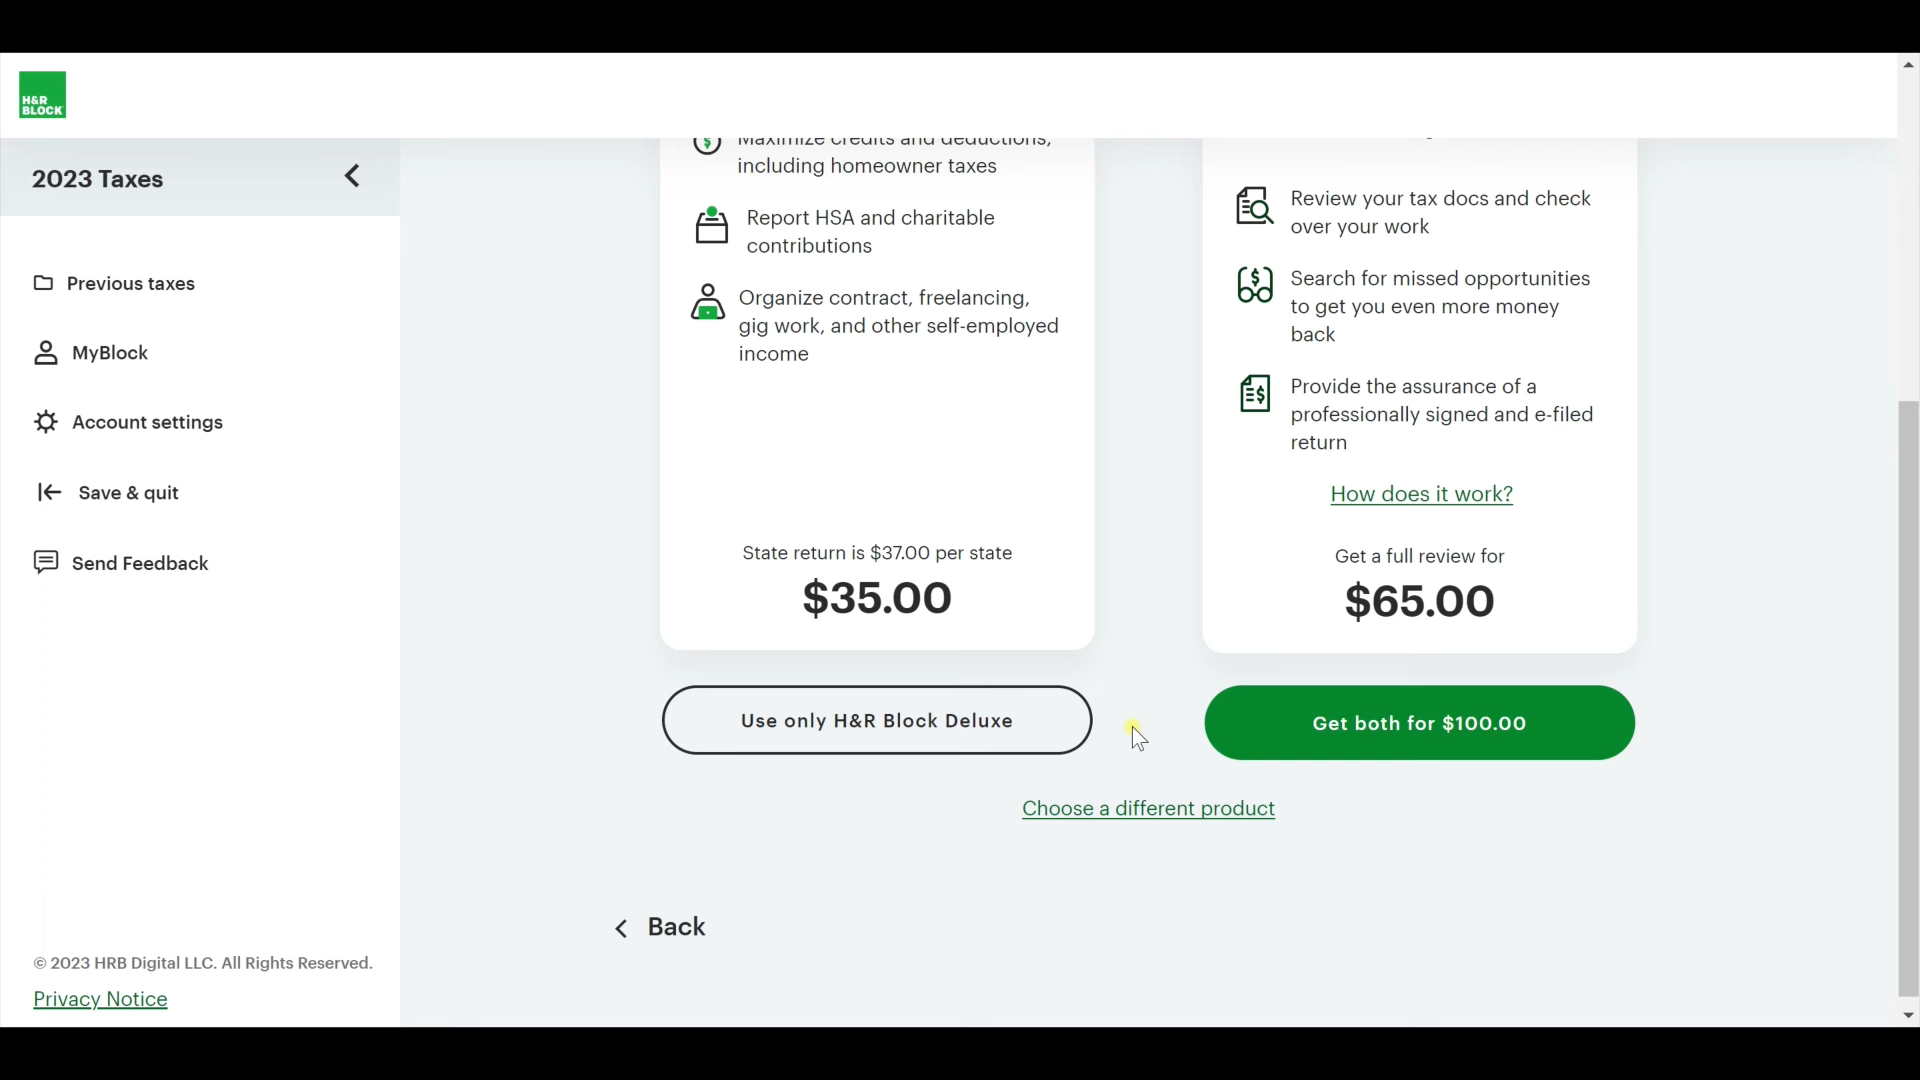 H&R
BLOCK
2023 Taxes
Previous taxes
MyBlock
Account settings
Save & quit
Send Feedback
© 2023 HRB Digital LLC. All Rights Reserved.
Privacy Notice
Maximize credits and deductions,
including homeowner taxes
Report HSA and charitable
contributions
Organize contract, freelancing,
gig work, and other self-employed
income
State return is $37.00 per state
$35.00
Use only H&R Block Deluxe
Review your tax docs and check
over your work
Search for missed opportunities
to get you even more money
back
Provide the assurance of a
professionally signed and e-filed
return
How does it work?
Get a full review for
$65.00
Get both for $100.00
Choose a different product
Back